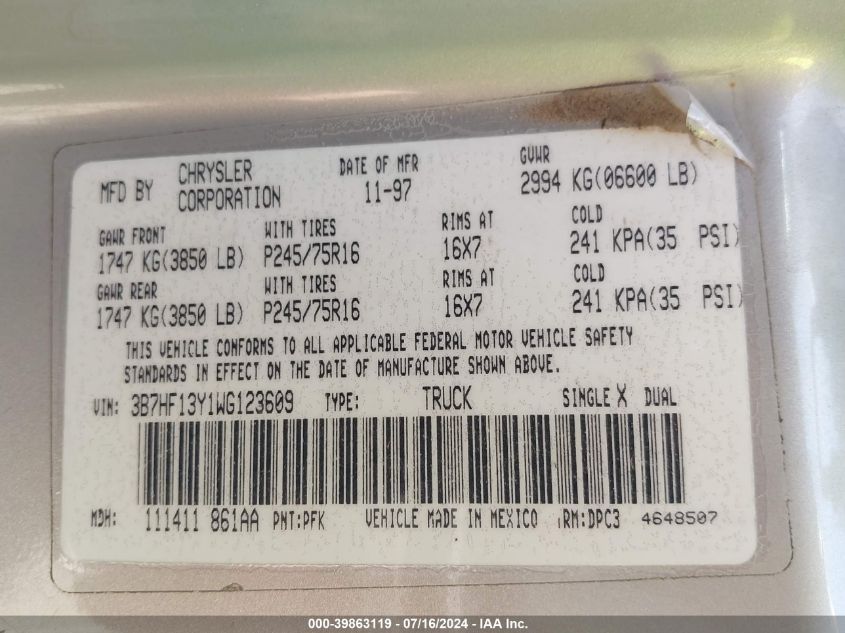 MFD BY CHRYSLER CORPORATION DATE OF MFR 11-97 GVWR 2994 KG(06600 LB)
GAWR FRONT WITH TIRES RIMS AT COLD
1747 KG(3850 LB) P245/75R16 16X7 241 KPA(35 PSI)
GAWR REAR WITH TIRES RIMS AT COLD
1747 KG(3850 LB) P245/75R16 16X7 241 KPA(35 PSI)
THIS VEHICLE CONFORMS TO ALL APPLICABLE FEDERAL MOTOR VEHICLE SAFETY
STANDARDS IN EFFECT ON THE DATE OF MANUFACTURE SHOWN ABOVE.
VIN: 3B7HF13Y1WG123609 TYPE: TRUCK SINGLE X DUAL
MDH: 111411 861AA PNT:PFK VEHICLE MADE IN MEXICO RM:DPC3 4648507
000-39863119 - 07/16/2024 - IAA Inc.